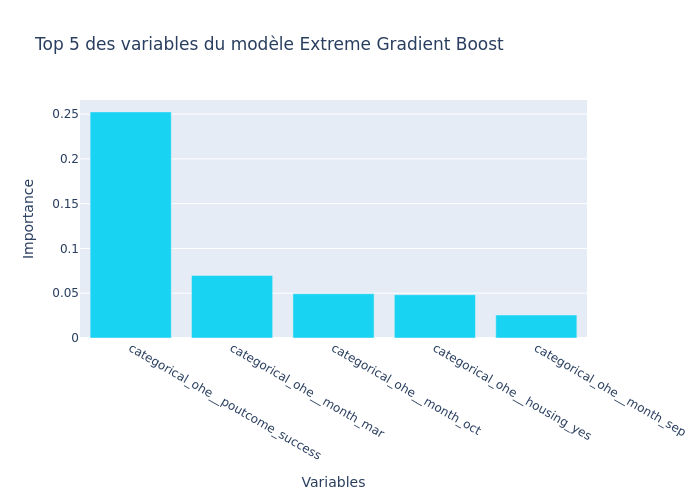 Top 5 des variables du modèle Extreme Gradient Boost
Importance
0.25
0.2
0.15
0.1
0.05
0
categorical_ohe__poutcome_success
categorical_ohe__month_mar
categorical_ohe__month_oct
categorical_ohe__housing_yes
categorical_ohe__month_sep
Variables